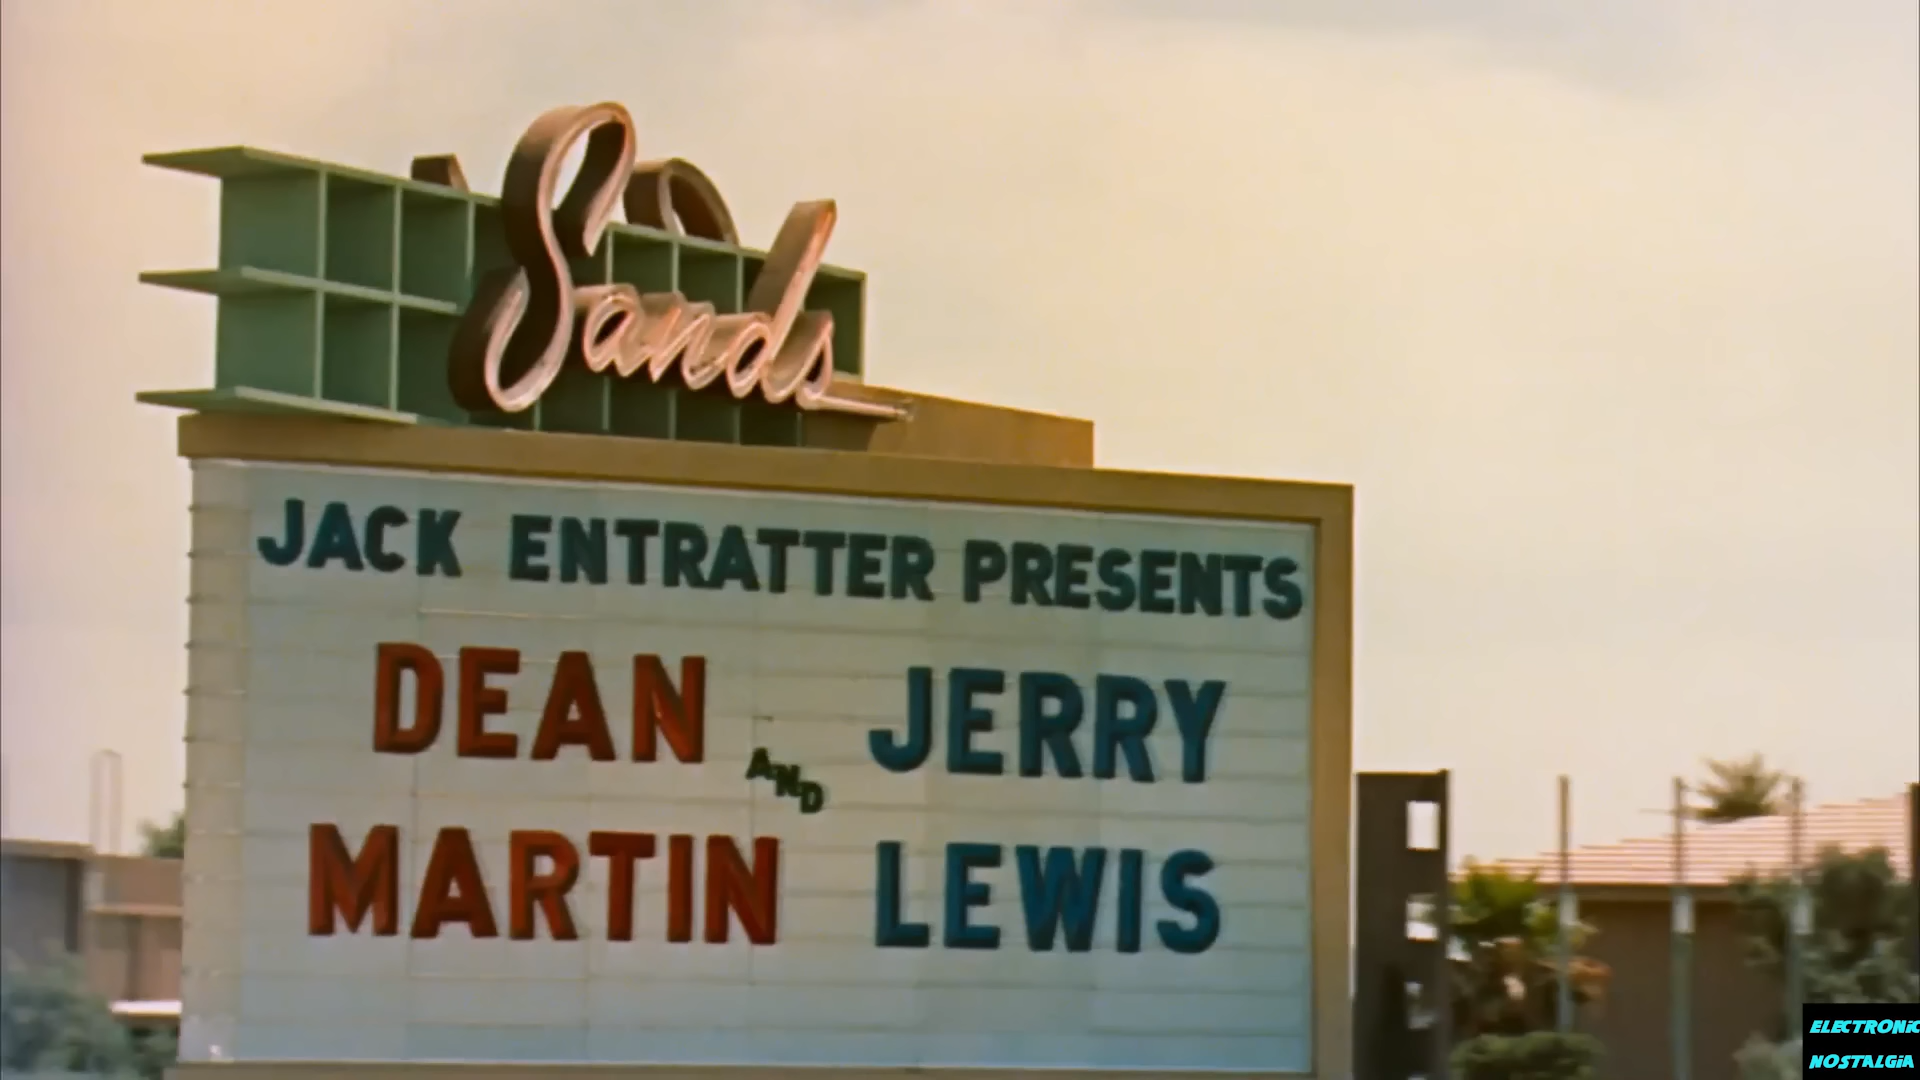 Sands
JACK ENTRATTER PRESENTS
DEAN AND JERRY
MARTIN LEWIS
ELECTRONIC
NOSTALGIA